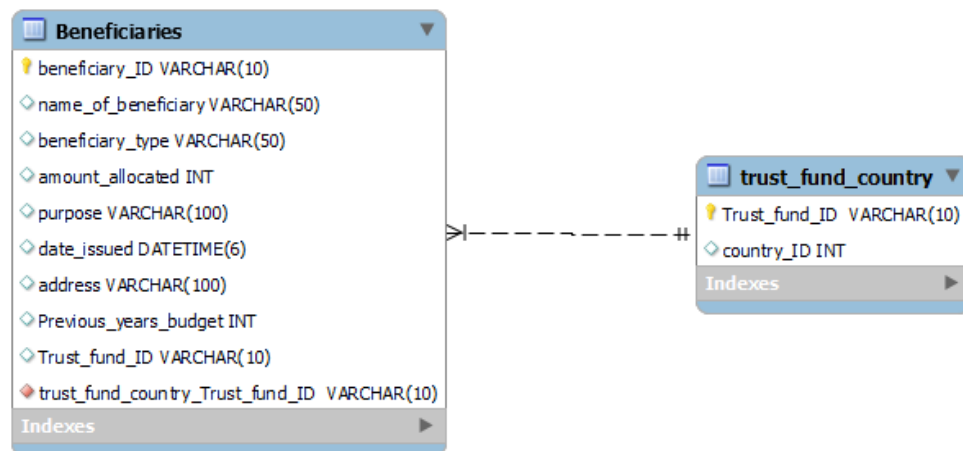 Beneficiaries
beneficiary_ID VARCHAR(10)
name_of_beneficiary VARCHAR(50)
beneficiary_type VARCHAR(50)
amount_allocated INT
purpose VARCHAR(100)
date_issued DATETIME(6)
address VARCHAR(100)
Previous_years_budget INT
Trust_fund_ID VARCHAR(10)
trust_fund_country_Trust_fund_ID VARCHAR(10)
Indexes
trust_fund_country
Trust_fund_ID VARCHAR(10)
country_ID INT
Indexes